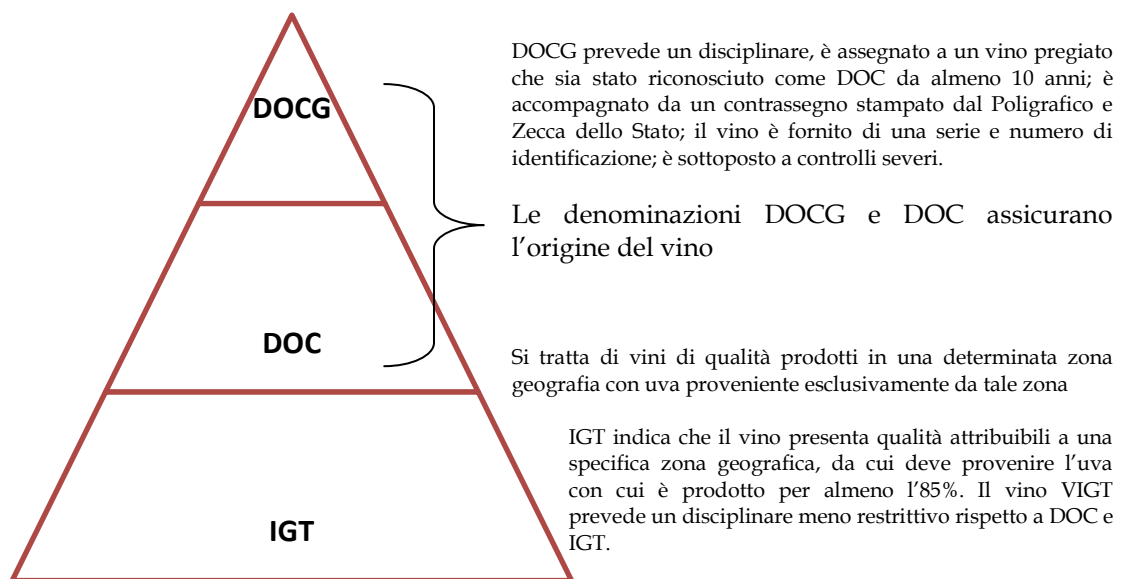 DOCG
DOCG prevede un disciplinare, è assegnato a un vino pregiato
che sia stato riconosciuto come DOC da almeno 10 anni; è
accompagnato da un contrassegno stampato dal Poligrafico e
Zecca dello Stato; il vino è fornito di una serie e numero di
identificazione; è sottoposto a controlli severi.
Le denominazioni DOCG e DOC assicurano
l’origine del vino
DOC
Si tratta di vini di qualità prodotti in una determinata zona
geografia con uva proveniente esclusivamente da tale zona
IGT indica che il vino presenta qualità attribuibili a una
specifica zona geografica, da cui deve provenire l’uva
con cui è prodotto per almeno l’85%. Il vino VIGT
prevede un disciplinare meno restrittivo rispetto a DOC e
IGT.
IGT